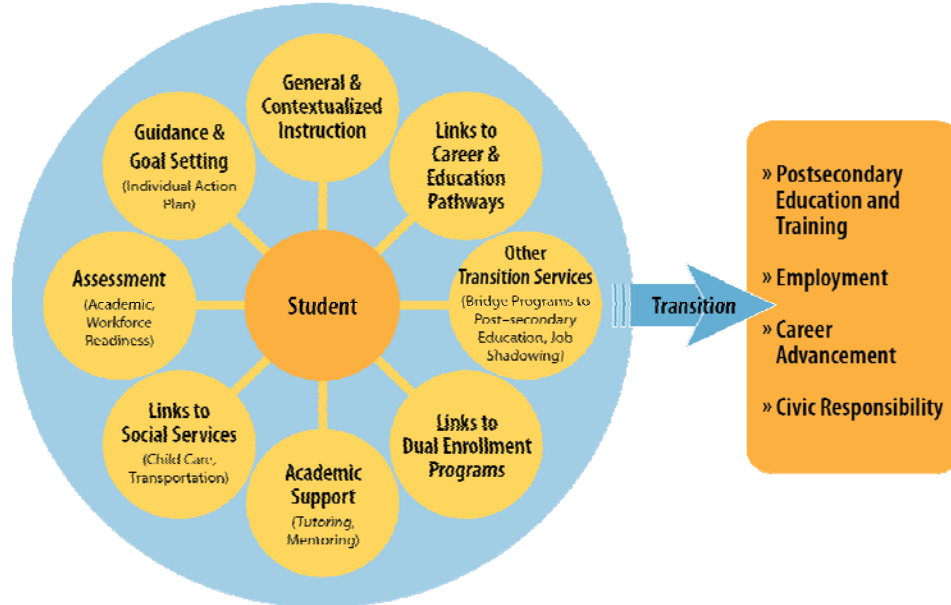 General &
Contextualized
Instruction
Links to
Career &
Education
Pathways
Other
Transition Services
(Bridge Programs to
Post-secondary
Education, Job
Shadowing)
Links to
Dual Enrollment
Programs
Academic
Support
(Tutoring,
Mentoring)
Links to
Social Services
(Child Care,
Transportation)
Assessment
(Academic,
Workforce
Readiness)
Guidance &
Goal Setting
(Individual Action
Plan)
Student
Transition
» Postsecondary
Education and
Training
» Employment
» Career
Advancement
» Civic Responsibility